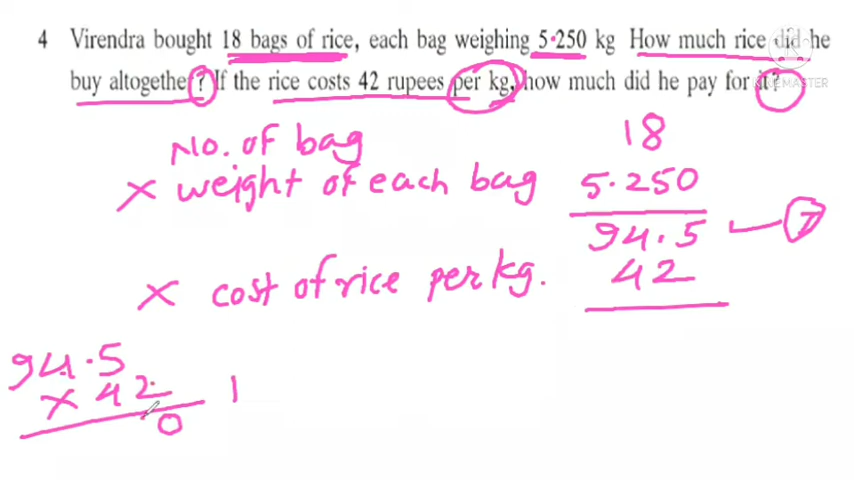 4 Virendra bought 18 bags of rice, each bag weighing 5·250 kg How much rice did he
buy altogether? If the rice costs 42 rupees per kg, how much did he pay for it?
KINEMASTER
No. of bag 18
× weight of each bag 5.250
94.5
× cost of rice per kg. 42
94.5
× 42 1
0